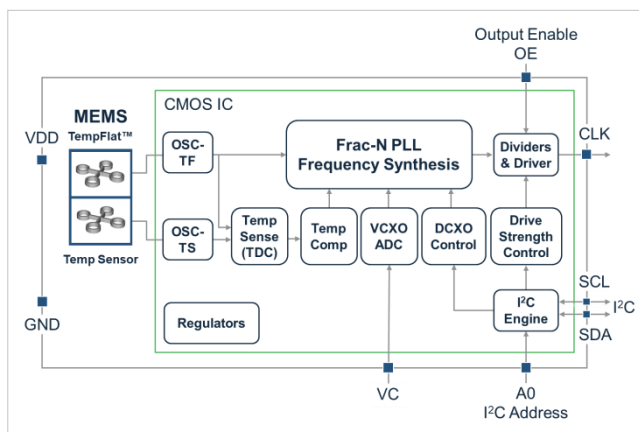 Output Enable
OE
CMOS IC
MEMS
TempFlat™
VDD
CLK
OSC-
TF
Frac-N PLL
Frequency Synthesis
Dividers
& Driver
OSC-
TS
Temp
Sense
(TDC)
Temp
Comp
VCXO
ADC
DCXO
Control
Drive
Strength
Control
Temp Sensor
SCL
I²C
I²C
Engine
SDA
GND
Regulators
VC
A0
I²C Address